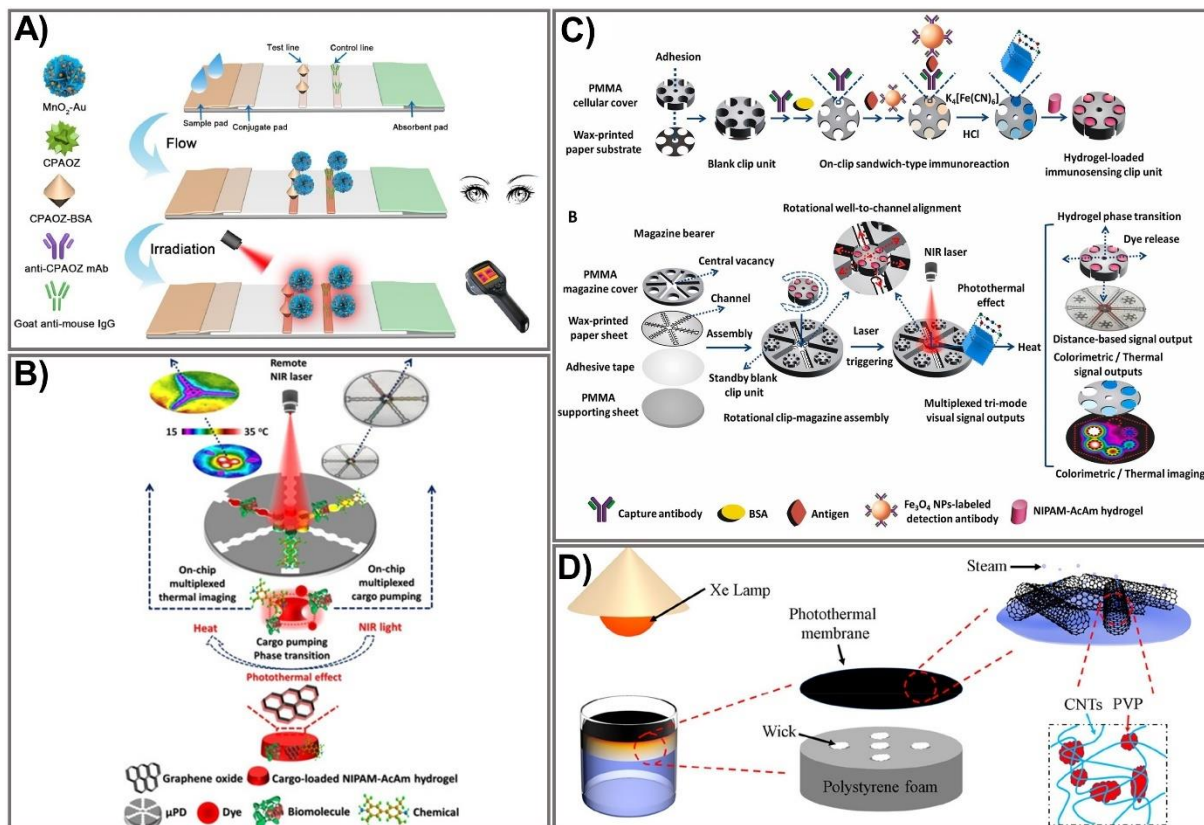 A)
Test line
Control line
MnO2-Au
Sample pad
Conjugate pad
Absorbent pad
CPAOZ
Flow
CPAOZ-BSA
anti-CPAOZ mAb
Irradiation
Goat anti-mouse IgG
B)
Remote
NIR laser
15
35 °C
On-chip
multiplexed
thermal imaging
On-chip
multiplexed
cargo pumping
Heat
NIR light
Cargo pumping
Phase transition
Photothermal effect
Graphene oxide
Cargo-loaded NIPAM-AcAm hydrogel
µPD
Dye
Biomolecule
Chemical
C)
Adhesion
PMMA
cellular cover
Wax-printed
paper substrate
Blank clip unit
K4[Fe(CN)6]
HCl
On-clip sandwich-type immunoreaction
Hydrogel-loaded
immunosensing clip unit
B
Rotational well-to-channel alignment
Magazine bearer
Central vacancy
PMMA
magazine cover
Channel
Wax-printed
paper sheet
Assembly
Adhesive tape
Standby blank
clip unit
PMMA
supporting sheet
Rotational clip-magazine assembly
Laser
triggering
NIR laser
Photothermal
effect
Heat
Multiplexed tri-mode
visual signal outputs
Hydrogel phase transition
Dye release
Distance-based signal output
Colorimetric / Thermal
signal outputs
Colorimetric / Thermal imaging
Capture antibody
BSA
Antigen
Fe3O4 NPs-labeled
detection antibody
NIPAM-AcAm hydrogel
D)
Xe Lamp
Steam
Photothermal
membrane
Wick
Polystyrene foam
CNTs
PVP